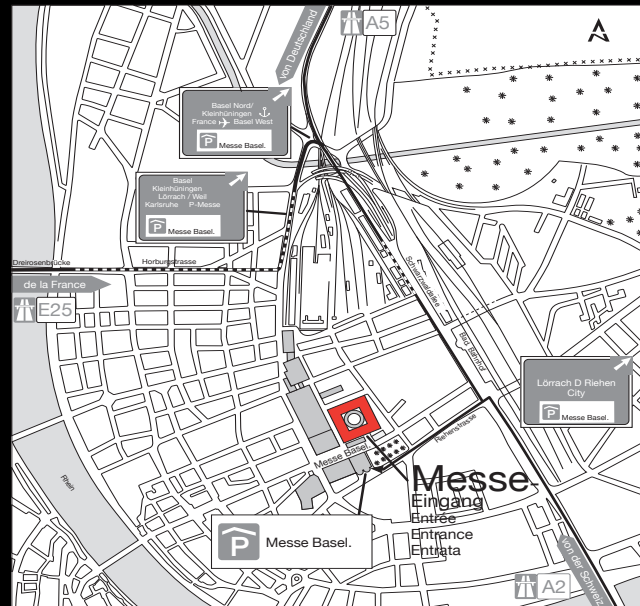 von Deutschland
A5
Basel Nord/
Kleinhüningen
France Basel West
P Messe Basel.
Basel
Kleinhüningen
Lörrach / Weil
Karlsruhe P-Messe
P Messe Basel.
Dreirosenbrücke
Horburgstrasse
de la France
E25
Schwarzwaldallee
Bad. Bahnhof
Lörrach D Riehen
City
P Messe Basel.
Riehenstrasse
Messe Basel.
Rhein
Messe-
Eingang
Entrée
Entrance
Entrata
P Messe Basel.
von der Schweiz
A2